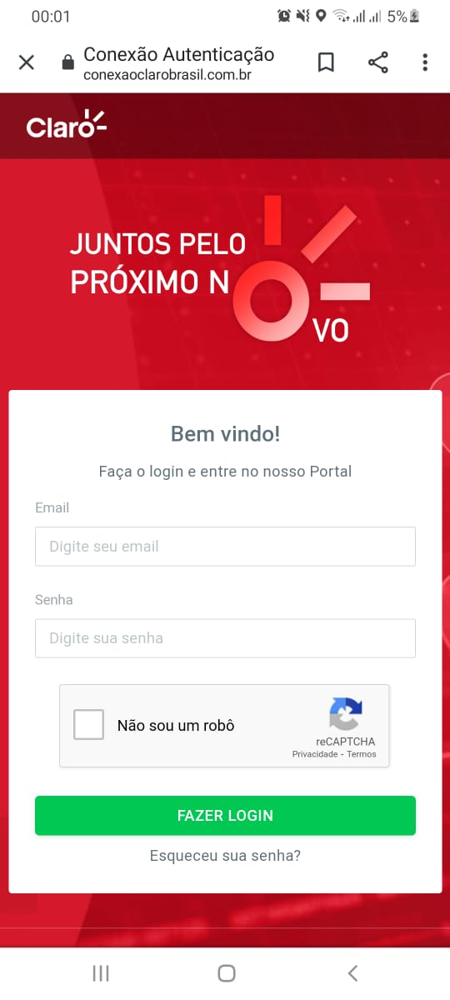 00:01
5%
Conexão Autenticação
conexaoclarobrasil.com.br
Claro
JUNTOS PELO
PRÓXIMO N
VO
Bem vindo!
Faça o login e entre no nosso Portal
Email
Digite seu email
Senha
Digite sua senha
Não sou um robô
reCAPTCHA
Privacidade - Termos
FAZER LOGIN
Esqueceu sua senha?